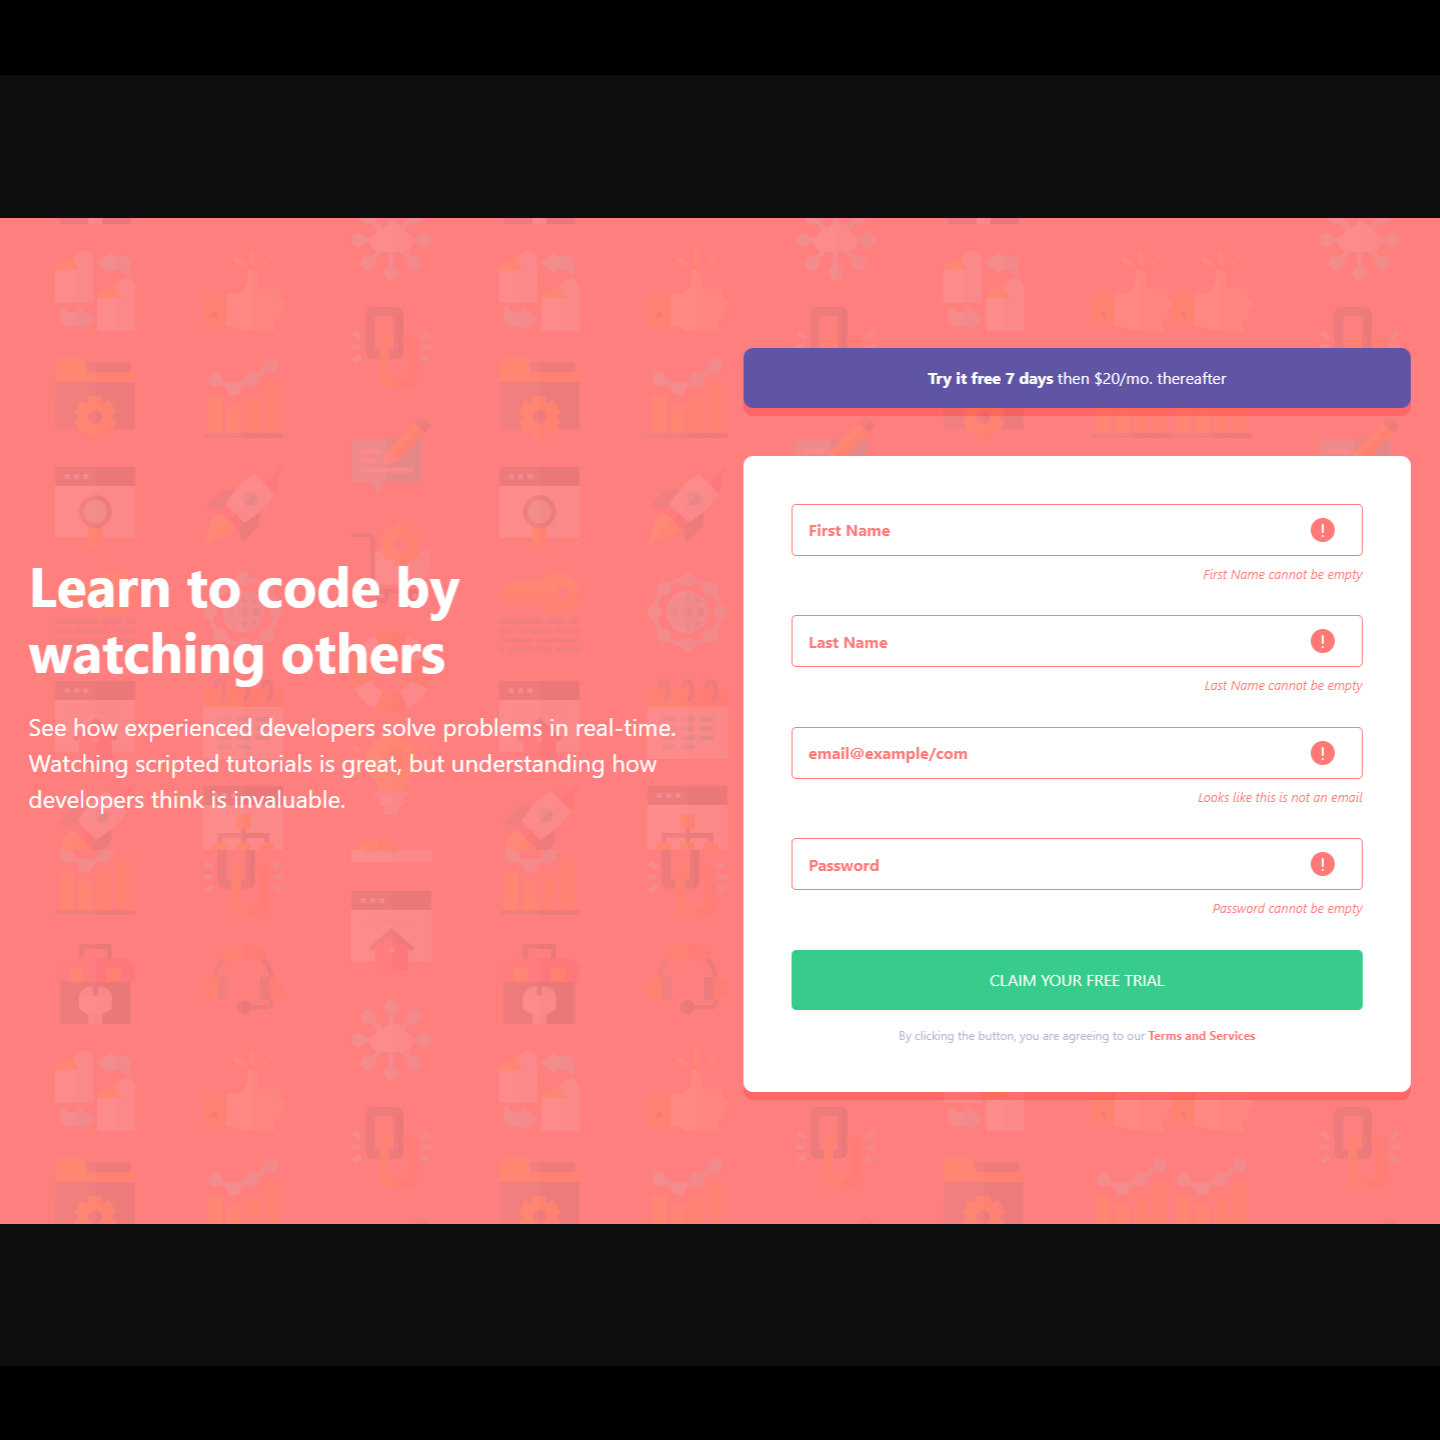 Learn to code by
watching others
See how experienced developers solve problems in real-time.
Watching scripted tutorials is great, but understanding how
developers think is invaluable.
Try it free 7 days then $20/mo. thereafter
First Name
First Name cannot be empty
Last Name
Last Name cannot be empty
email@example/com
Looks like this is not an email
Password
Password cannot be empty
CLAIM YOUR FREE TRIAL
By clicking the button, you are agreeing to our Terms and Services